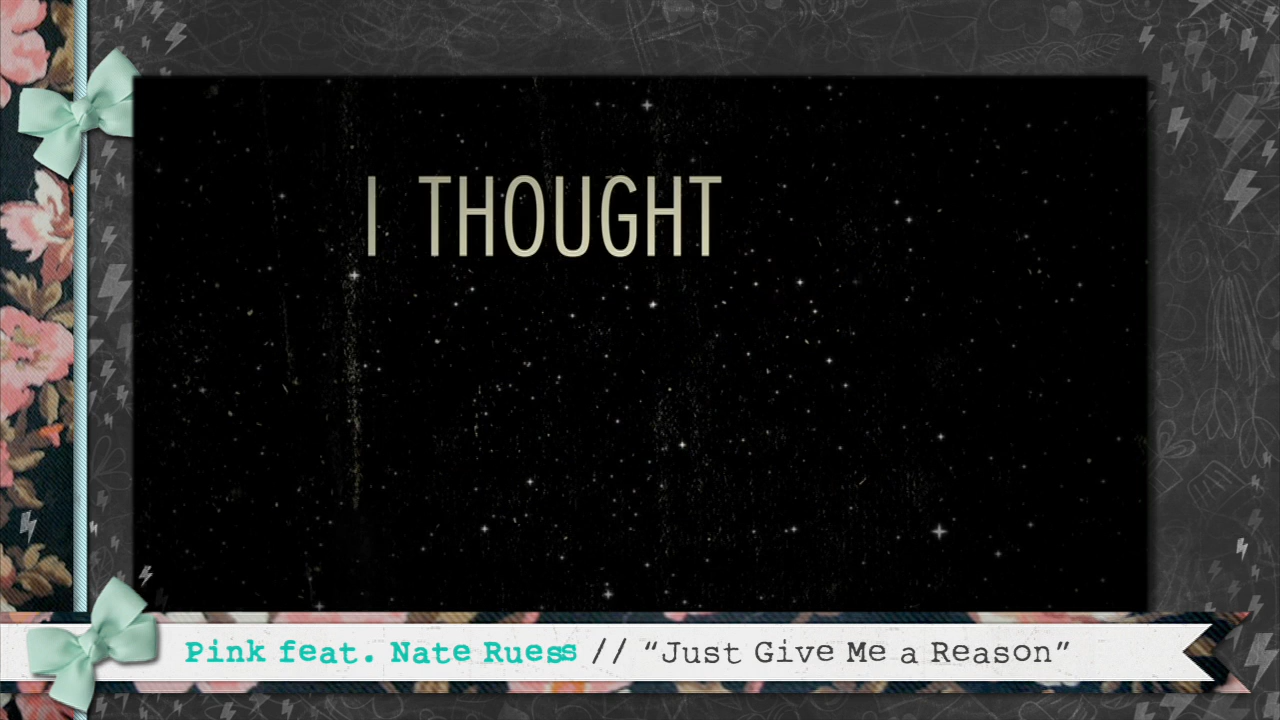 I THOUGHT
Pink feat. Nate Ruess // “Just Give Me a Reason”